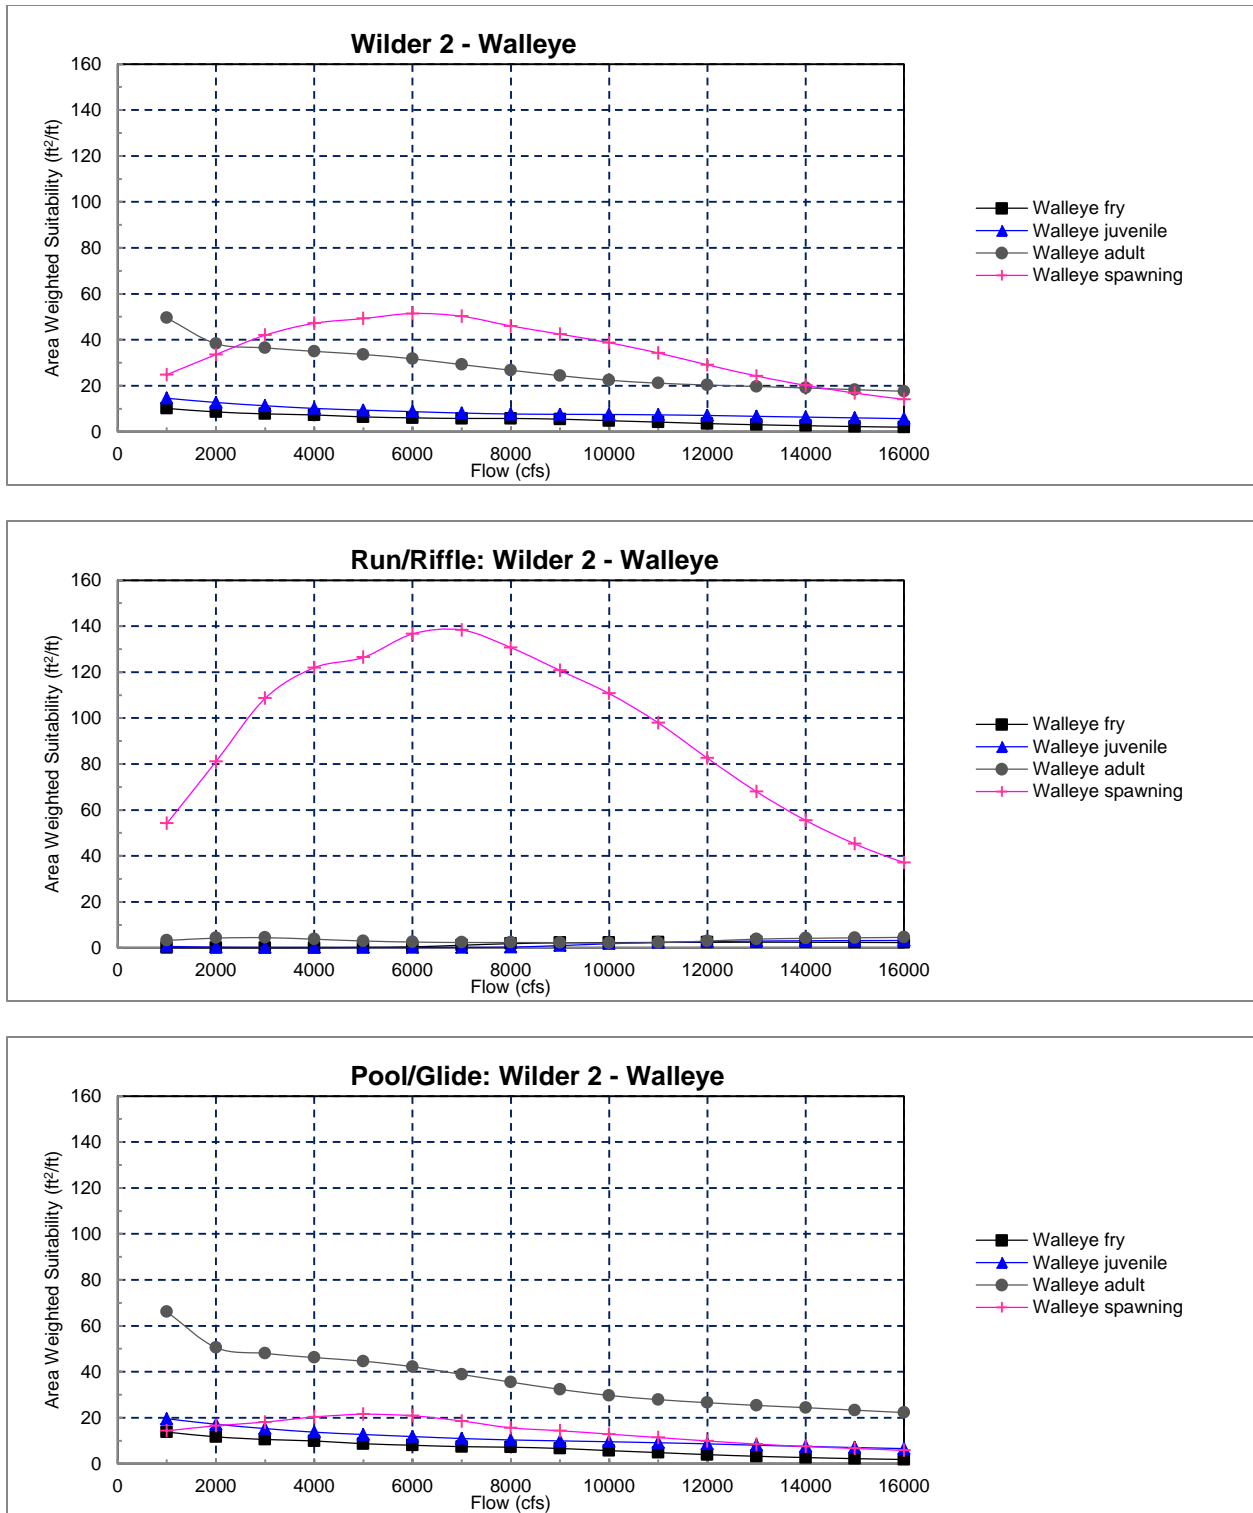 Wilder 2 - Walleye
160
140
120
100
80
60
40
20
0
Area Weighted Suitability (ft²/ft)
0 2000 4000 6000 8000 10000 12000 14000 16000
Flow (cfs)
Walleye fry
Walleye juvenile
Walleye adult
Walleye spawning
Run/Riffle: Wilder 2 - Walleye
160
140
120
100
80
60
40
20
0
Area Weighted Suitability (ft²/ft)
0 2000 4000 6000 8000 10000 12000 14000 16000
Flow (cfs)
Walleye fry
Walleye juvenile
Walleye adult
Walleye spawning
Pool/Glide: Wilder 2 - Walleye
160
140
120
100
80
60
40
20
0
Area Weighted Suitability (ft²/ft)
0 2000 4000 6000 8000 10000 12000 14000 16000
Flow (cfs)
Walleye fry
Walleye juvenile
Walleye adult
Walleye spawning